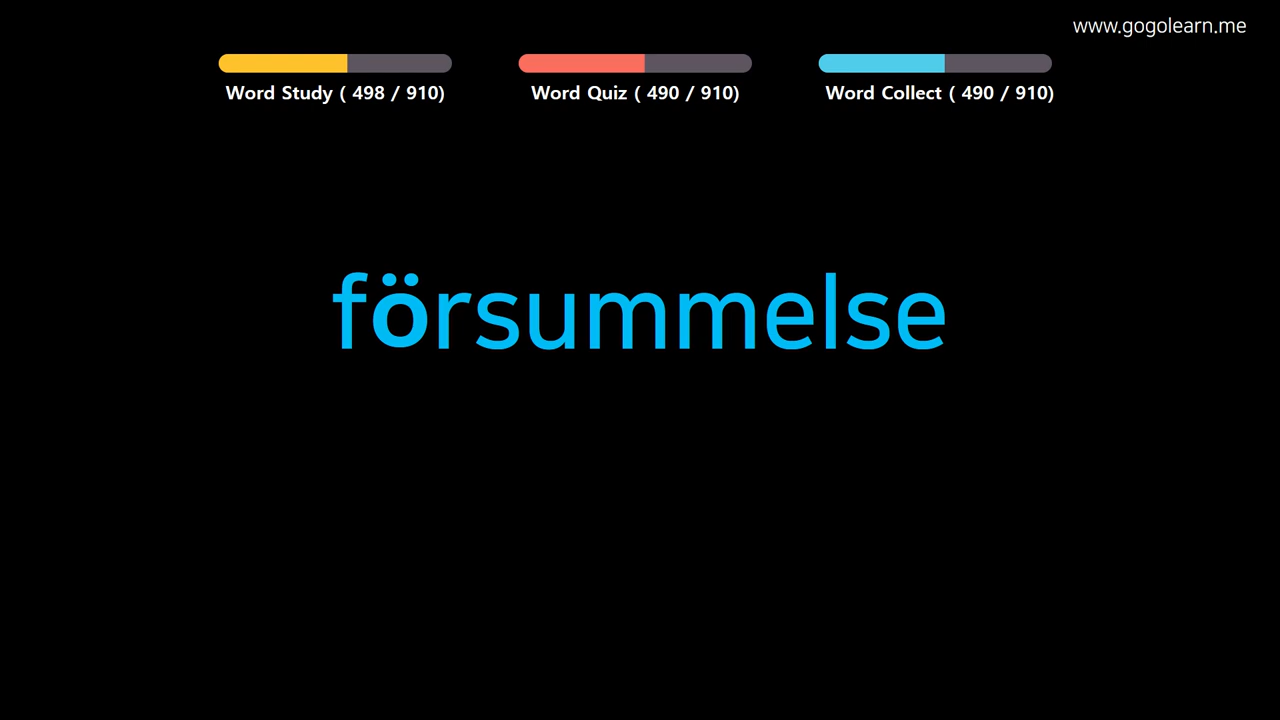 www.gogolearn.me
Word Study ( 498 / 910)
Word Quiz ( 490 / 910)
Word Collect ( 490 / 910)
försummelse